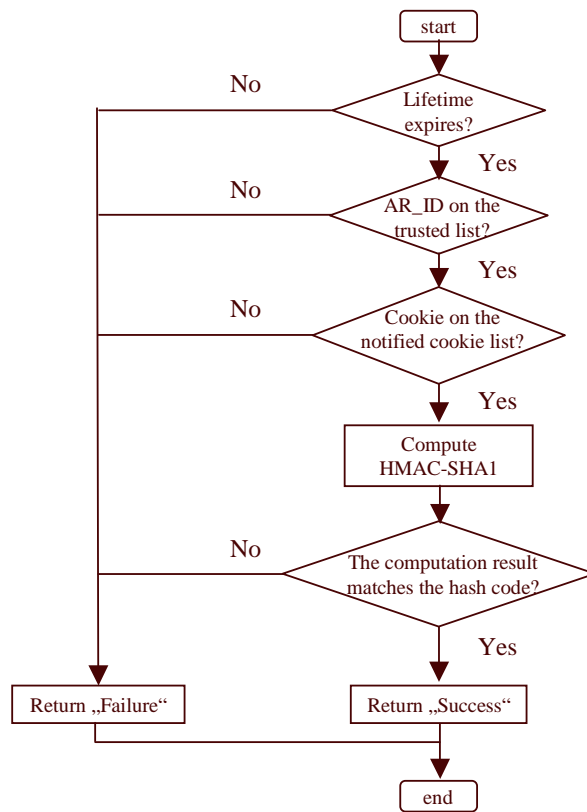 start
No
Lifetime
expires?
Yes
No
AR_ID on the
trusted list?
Yes
No
Cookie on the
notified cookie list?
Yes
Compute
HMAC-SHA1
No
The computation result
matches the hash code?
Yes
Return „Failure“
Return „Success“
end